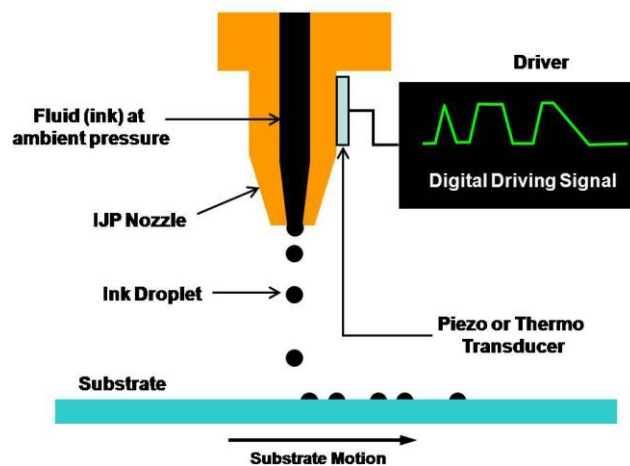 Driver
Fluid (ink) at
ambient pressure
Digital Driving Signal
IJP Nozzle
Ink Droplet
Piezo or Thermo
Transducer
Substrate
Substrate Motion